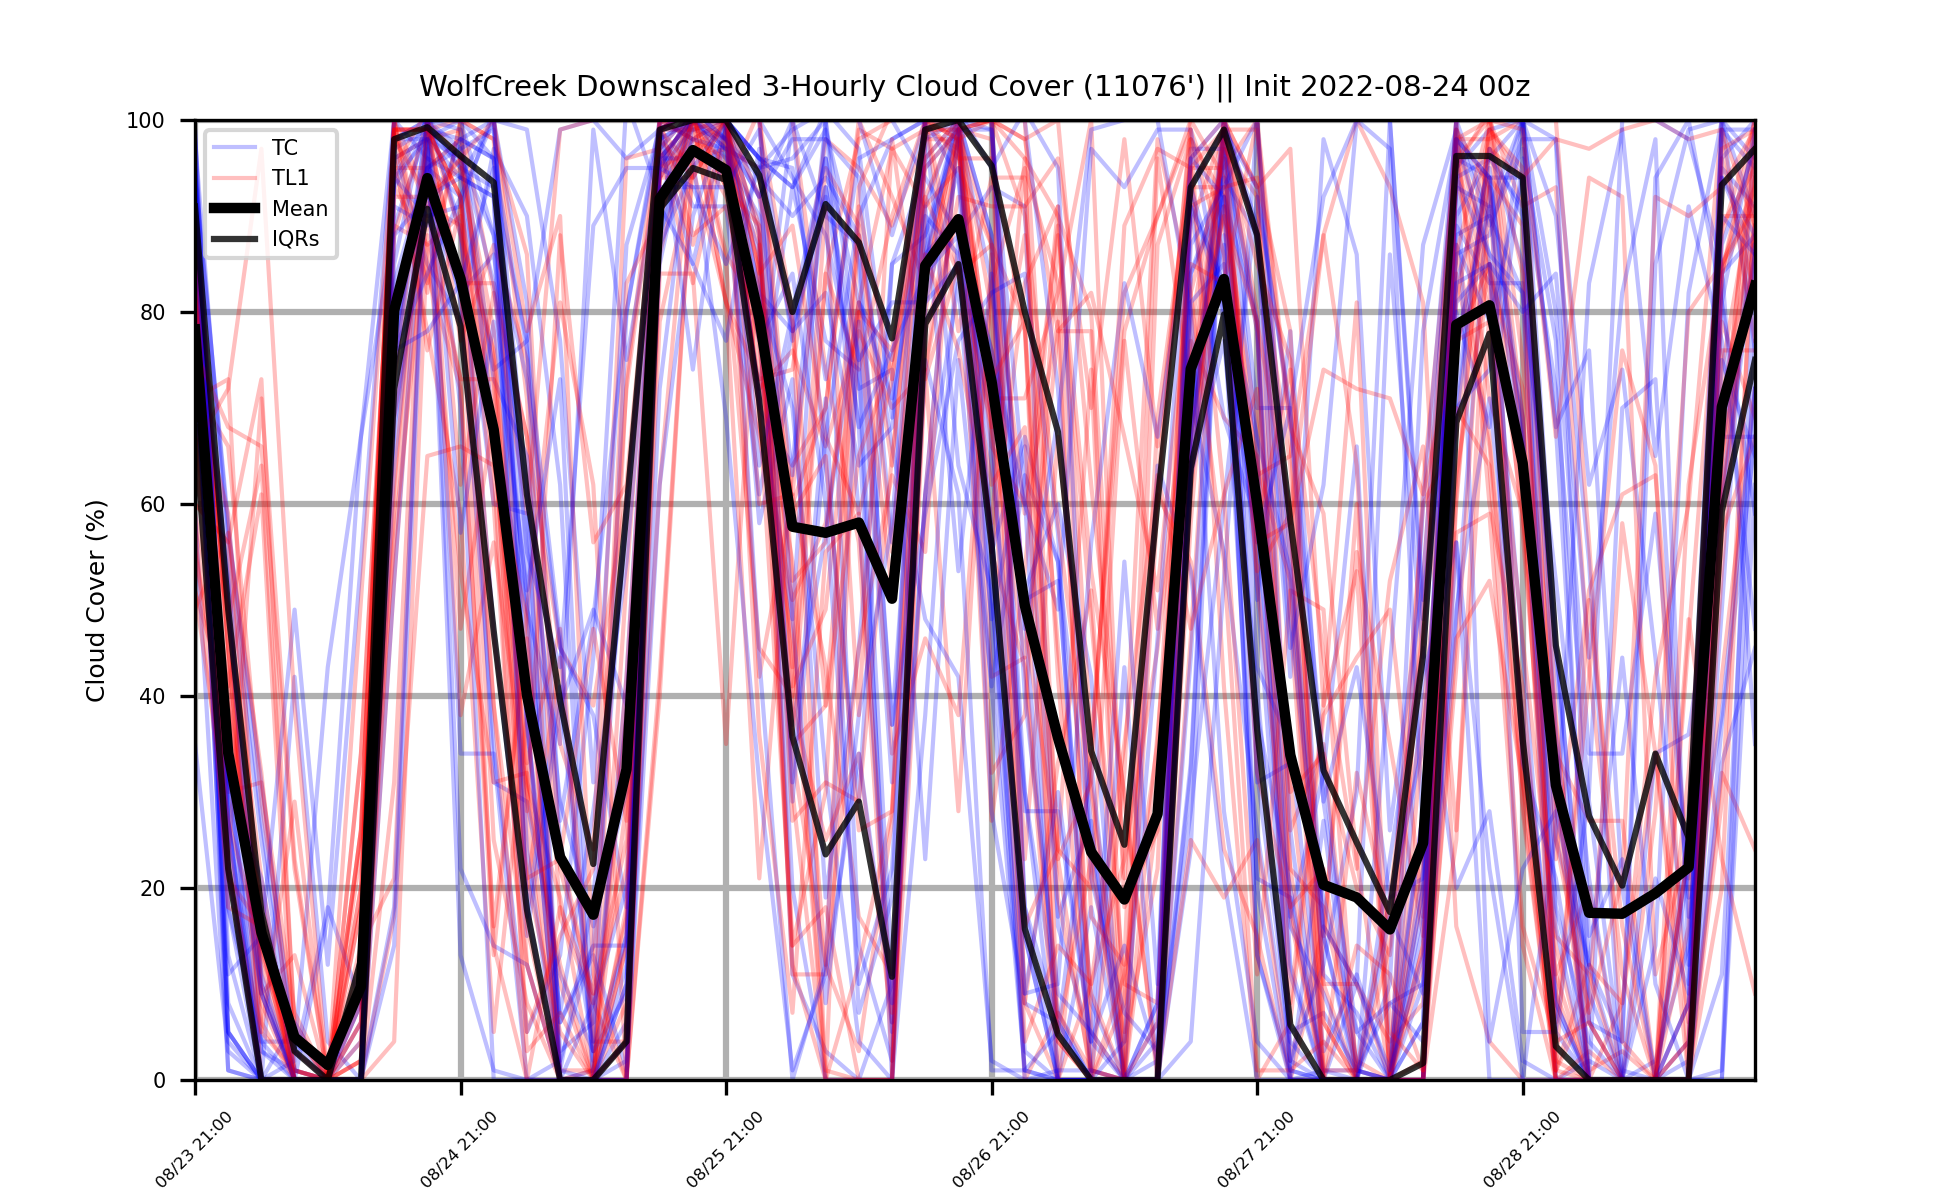 WolfCreek Downscaled 3-Hourly Cloud Cover (11076') || Init 2022-08-24 00z
Cloud Cover (%)
100
80
60
40
20
0
TC
TL1
Mean
IQRs
08/23 21:00
08/24 21:00
08/25 21:00
08/26 21:00
08/27 21:00
08/28 21:00